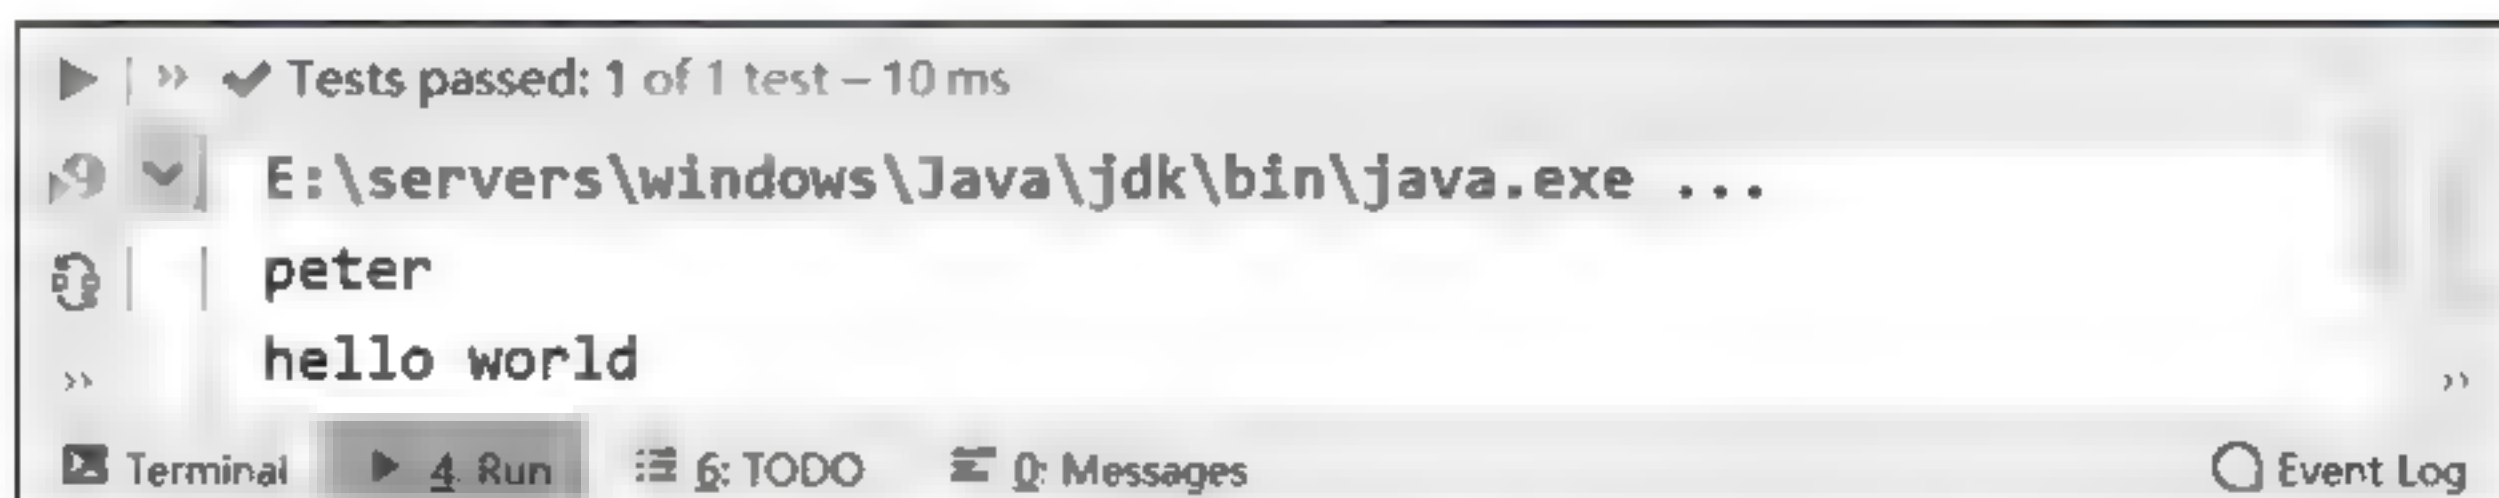 Tests passed: 1 of 1 test – 10 ms
E:\servers\windows\Java\jdk\bin\java.exe ...
peter
hello world
Terminal 4 Run 6: TODO 0: Messages Event Log